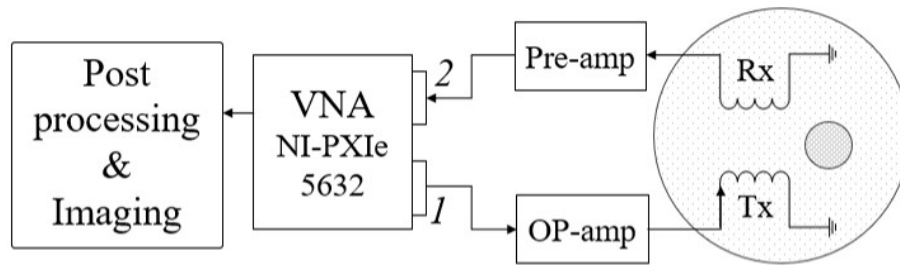 Post
processing
&
Imaging
VNA
NI-PXIe
5632
2
1
Pre-amp
OP-amp
Rx
Tx